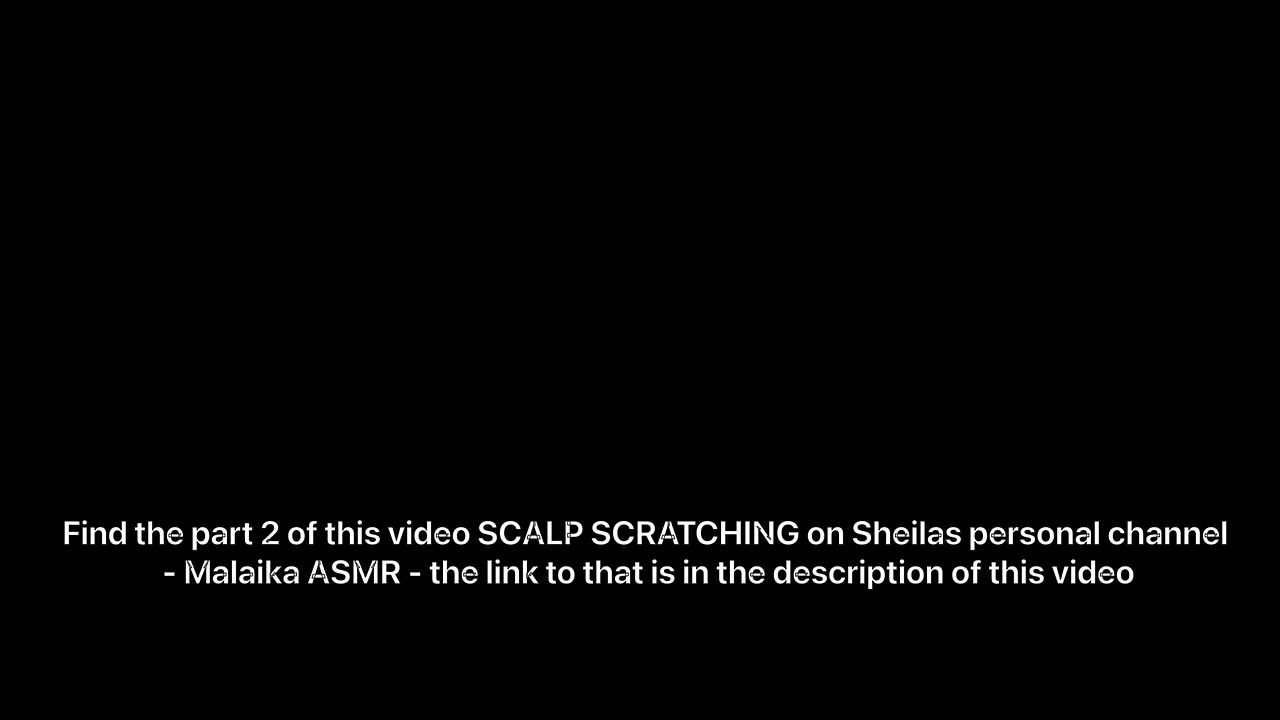 Find the part 2 of this video SCALP SCRATCHING on Sheilas personal channel
- Malaika ASMR - the link to that is in the description of this video